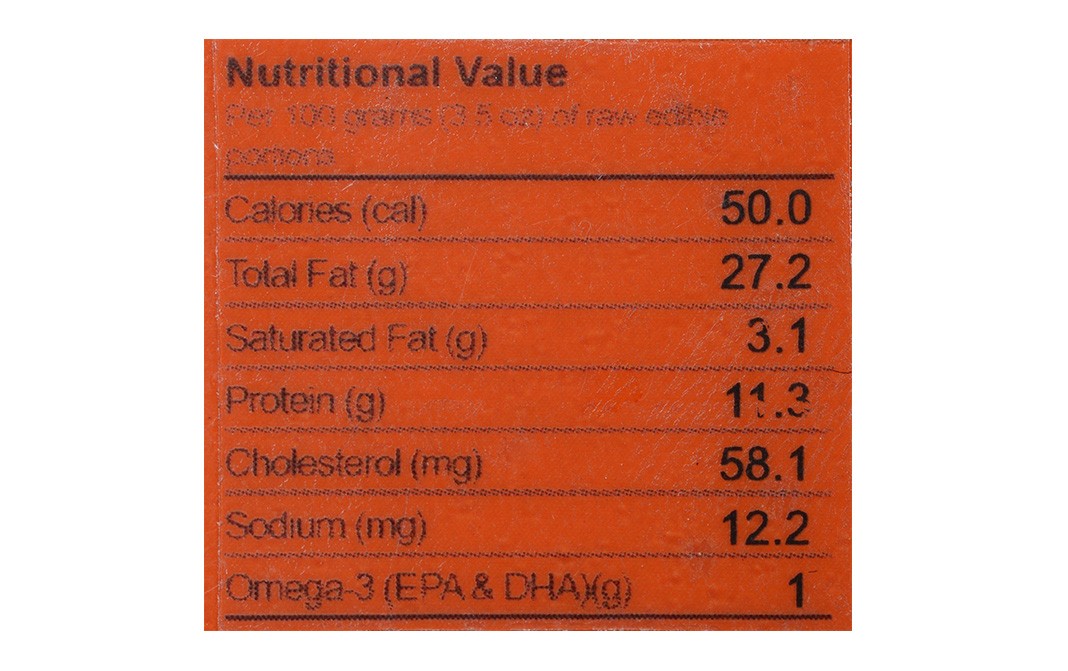 Nutritional Value
Per 100 grams (3.5 oz) of raw edible
portions
Calories (cal) 50.0
Total Fat (g) 27.2
Saturated Fat (g) 3.1
Protein (g) 11.3
Cholesterol (mg) 58.1
Sodium (mg) 12.2
Omega-3 (EPA & DHA)(g) 1